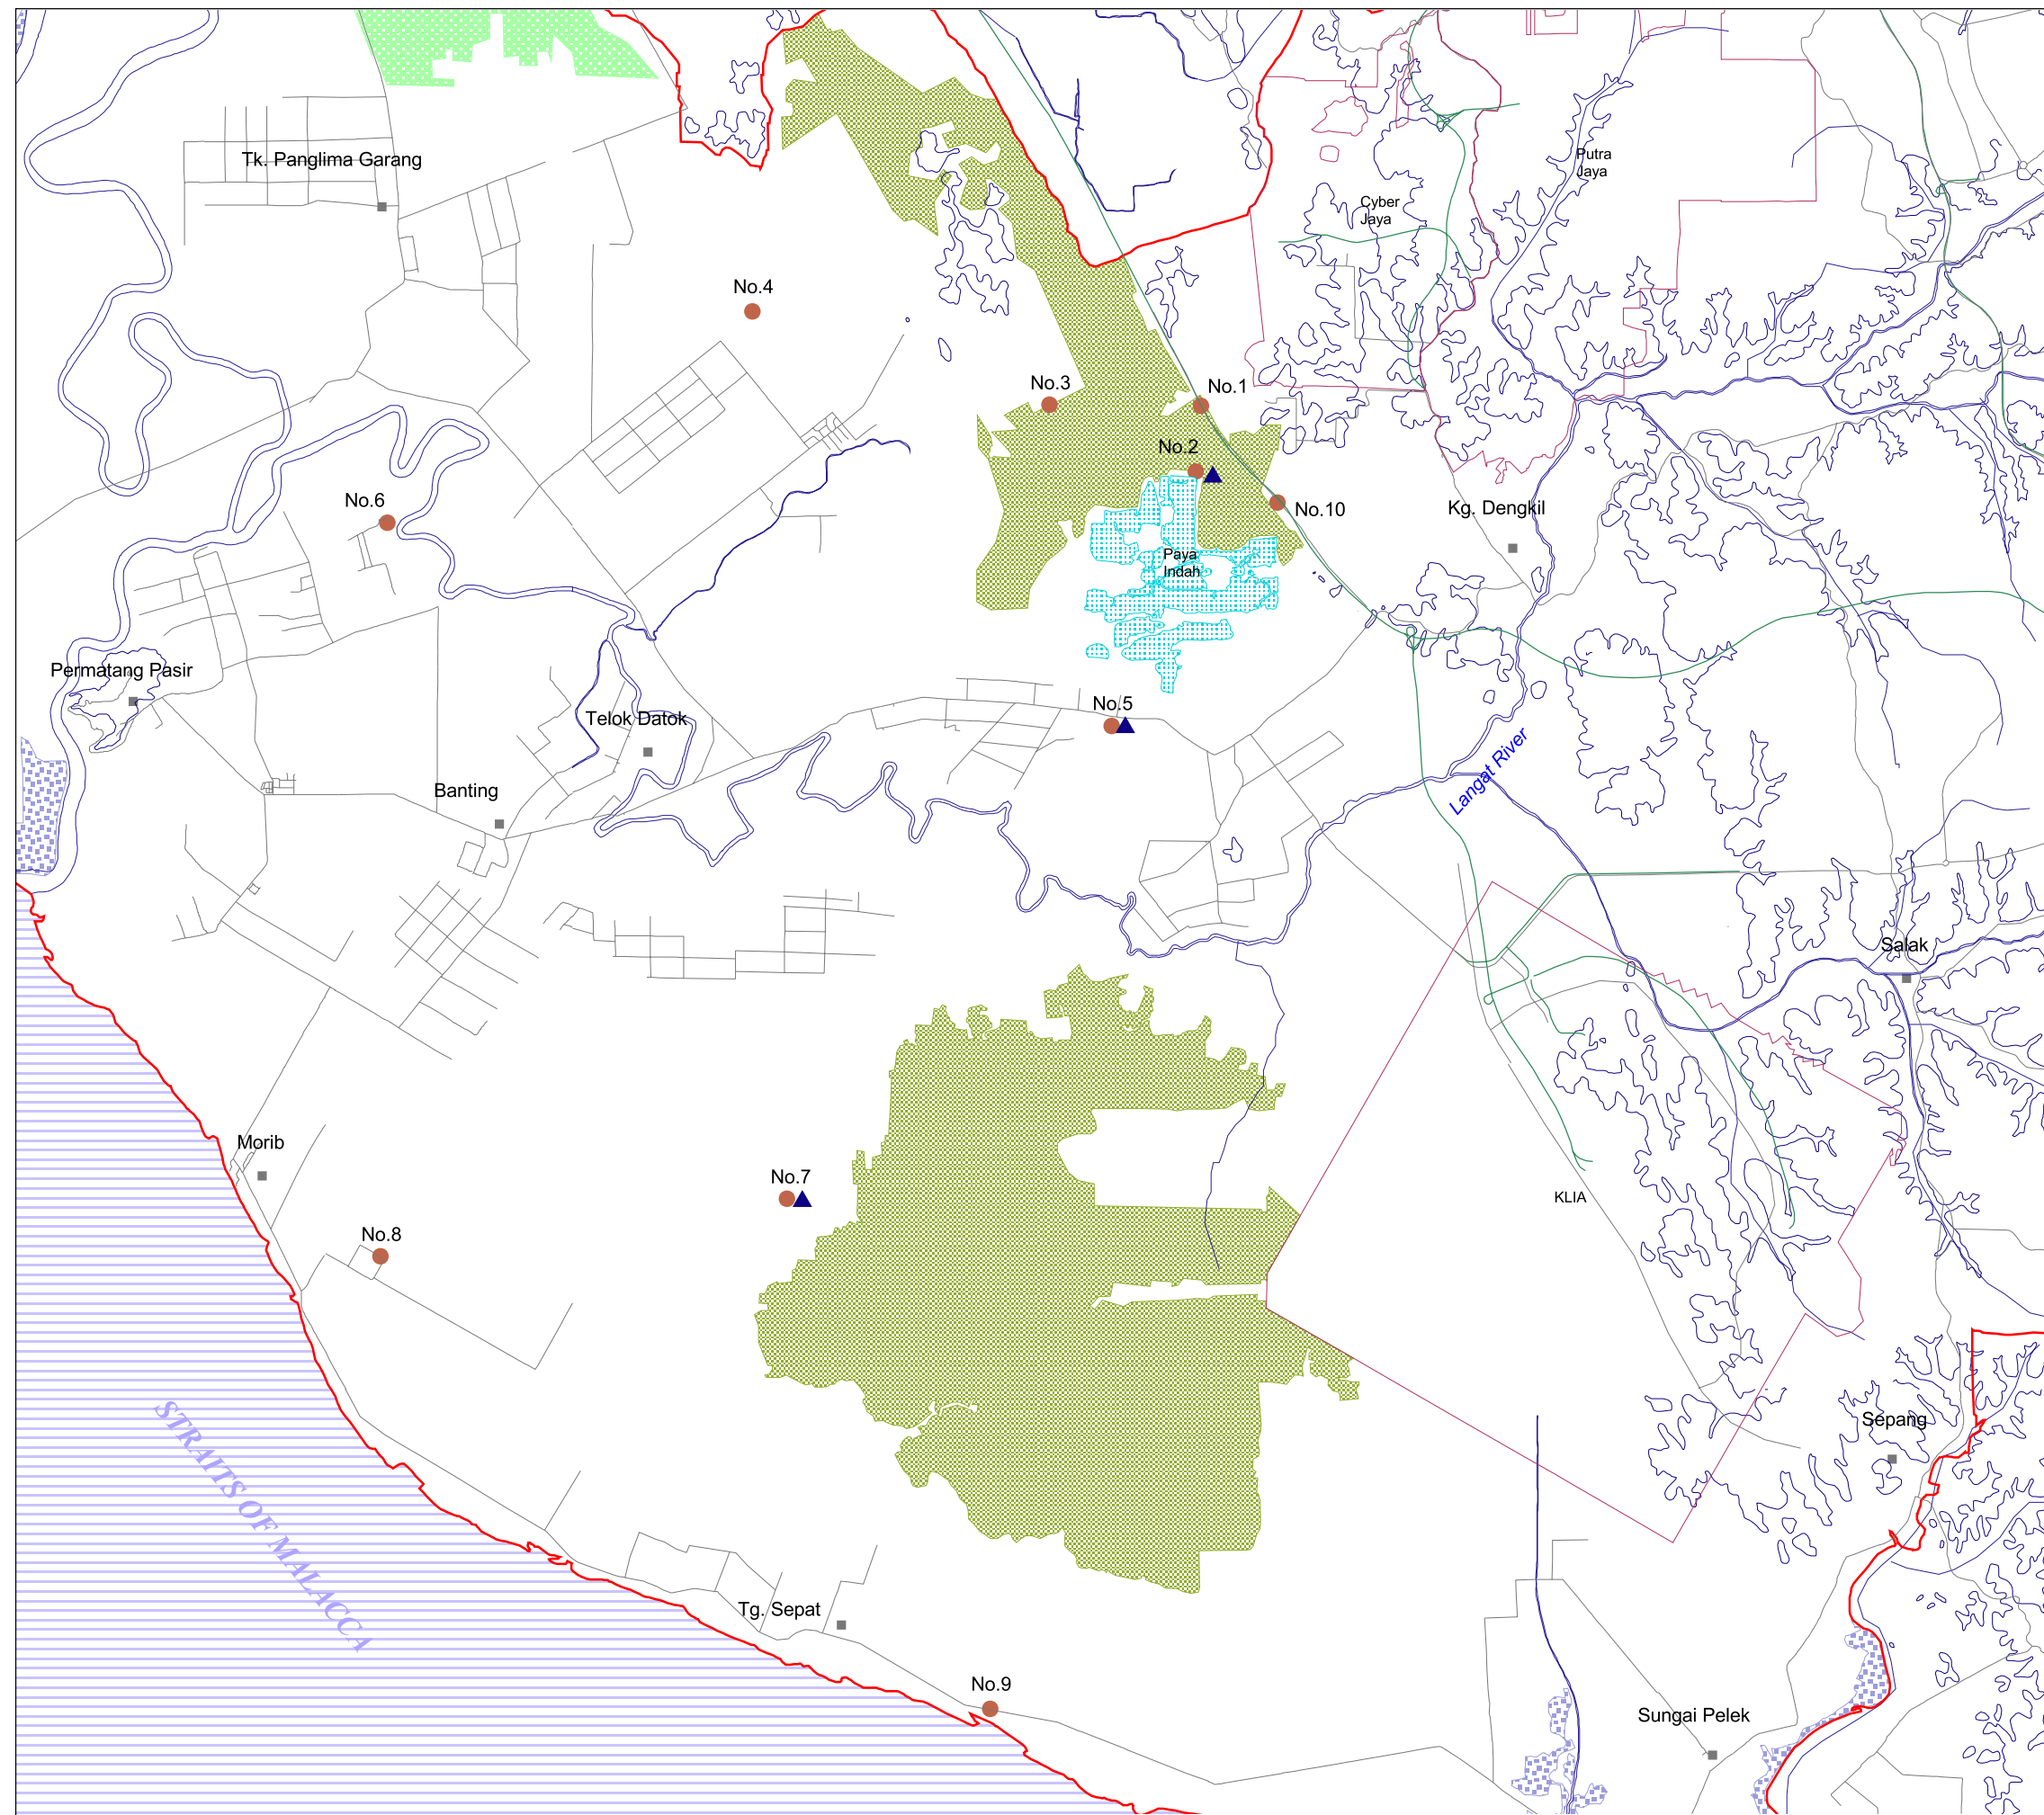 Tk. Panglima Garang
Putra
Jaya
Cyber
Jaya
No.4
No.3
No.1
No.2
No.6
No.10
Kg. Dengkil
Paya
Indah
Permatang Pasir
No.5
Telok Datok
Langat River
Banting
Salak
Morib
No.7
KLIA
No.8
STRAITS OF MALACCA
Sepang
Tg. Sepat
No.9
Sungai Pelek